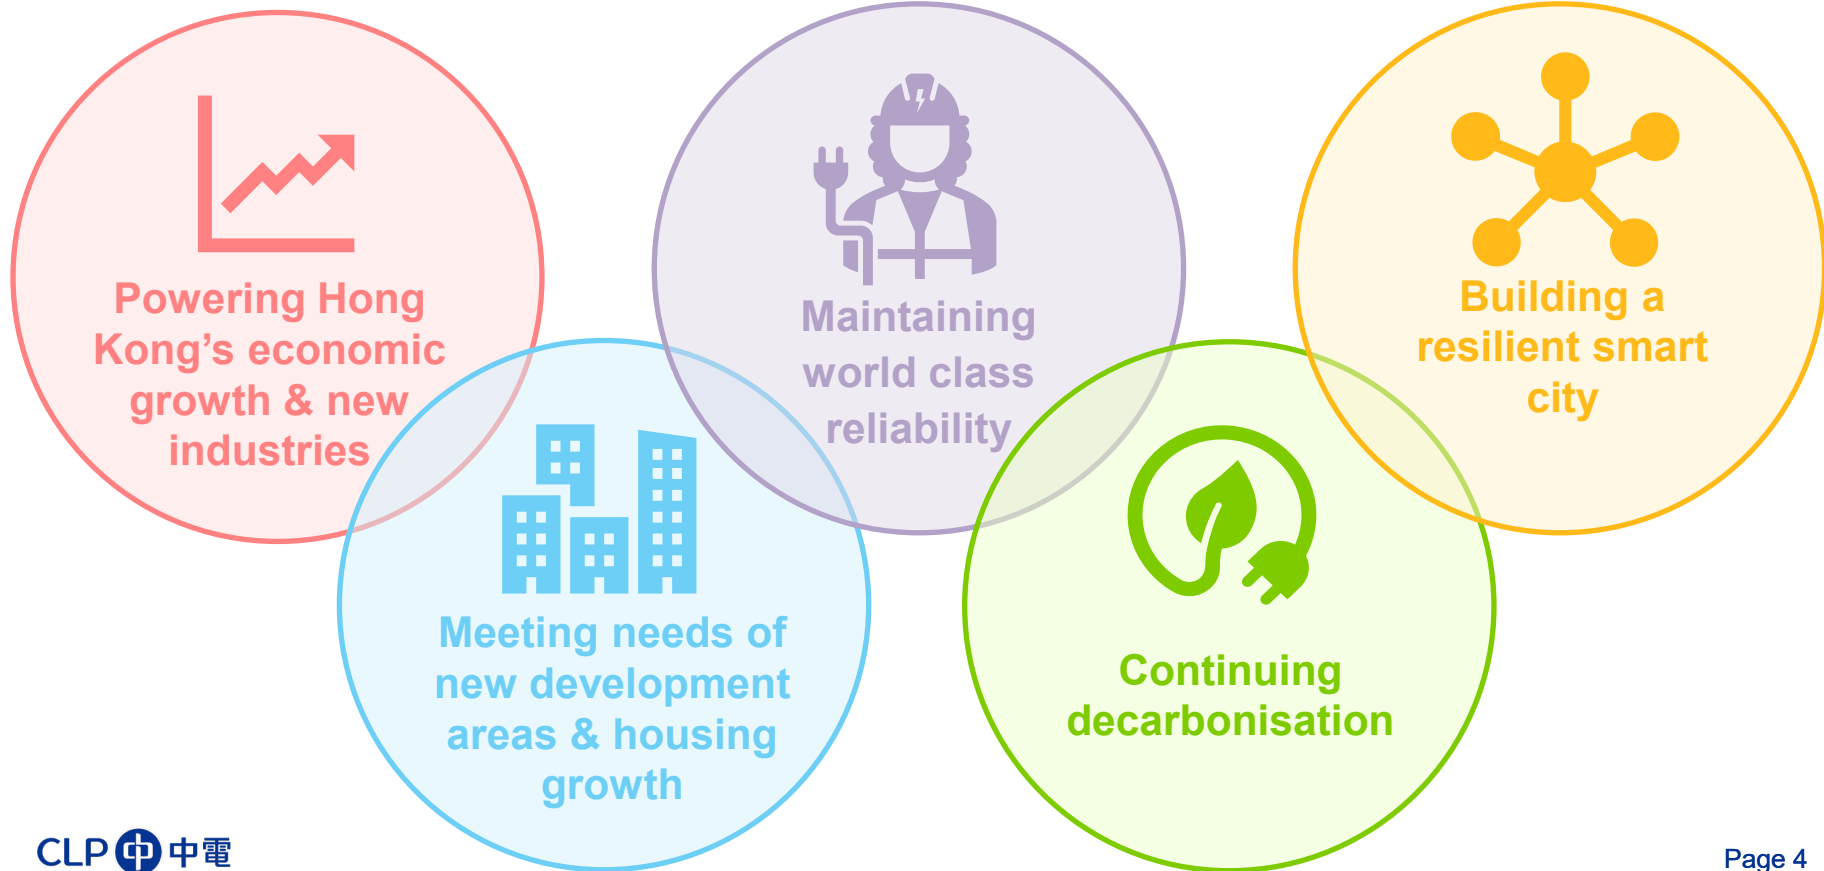 Powering Hong
Kong’s economic
growth & new
industries
Meeting needs of
new development
areas & housing
growth
Maintaining
world class
reliability
Continuing
decarbonisation
Building a
resilient smart
city
CLP 中電
Page 4